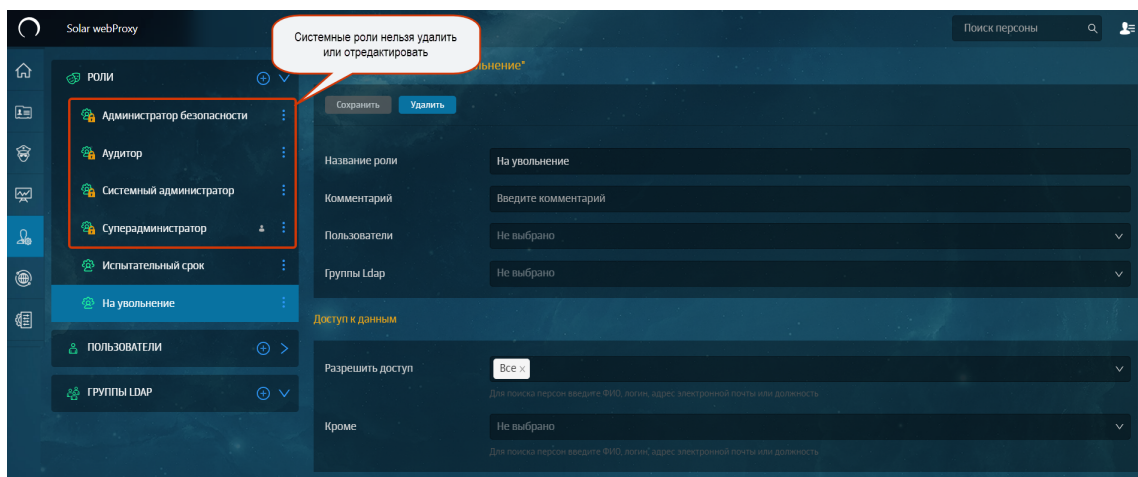 Solar webProxy
Поиск персоны
Системные роли нельзя удалить
или отредактировать
РОЛИ
Администратор безопасности
Аудитор
Системный администратор
Суперадминистратор
Испытательный срок
На увольнение
ПОЛЬЗОВАТЕЛИ
ГРУППЫ LDAP
ольнение"
Сохранить
Удалить
Название роли
На увольнение
Комментарий
Введите комментарий
Пользователи
Не выбрано
Группы Ldap
Не выбрано
Доступ к данным
Разрешить доступ
Все ×
Для поиска персон введите ФИО, логин, адрес электронной почты или должность
Кроме
Не выбрано
Для поиска персон введите ФИО, логин, адрес электронной почты или должность